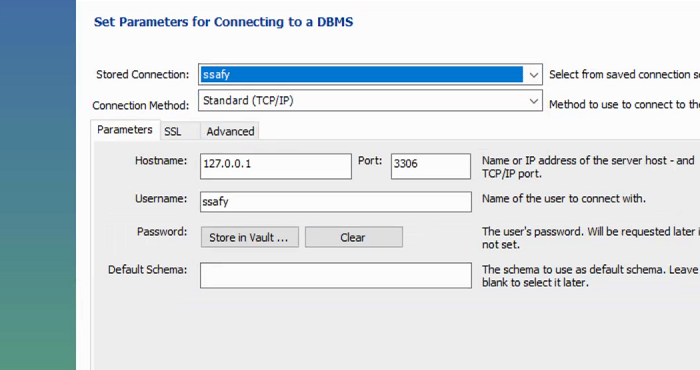 Set Parameters for Connecting to a DBMS
Stored Connection: ssafy Select from saved connection
Connection Method: Standard (TCP/IP) Method to use to connect to
Parameters SSL Advanced
Hostname: 127.0.0.1 Port: 3306 Name or IP address of the server host - and
TCP/IP port.
Username: ssafy Name of the user to connect with.
Password: Store in Vault ... Clear The user's password. Will be requested later
not set.
Default Schema: The schema to use as default schema. Leave
blank to select it later.